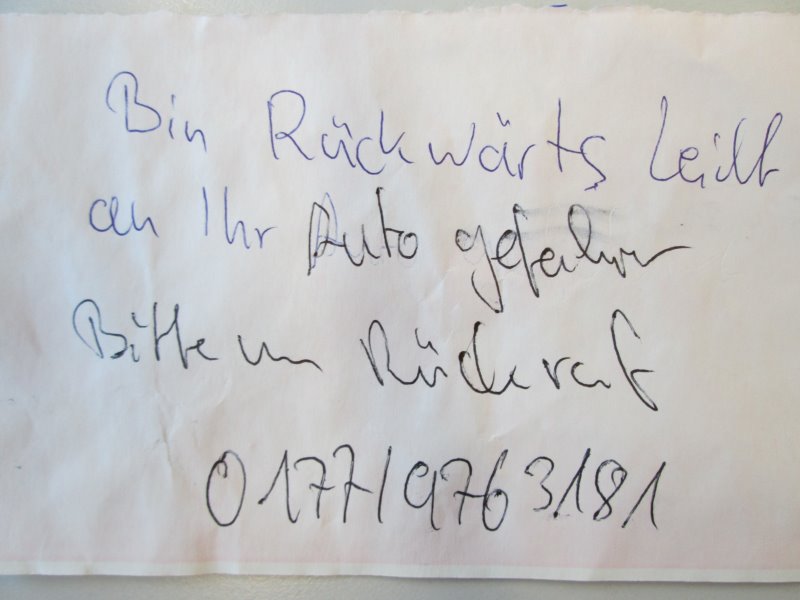 Bin Rückwärts Leicht
an Ihr Auto gefahren
Bitte um Rückruf
0177/9763181